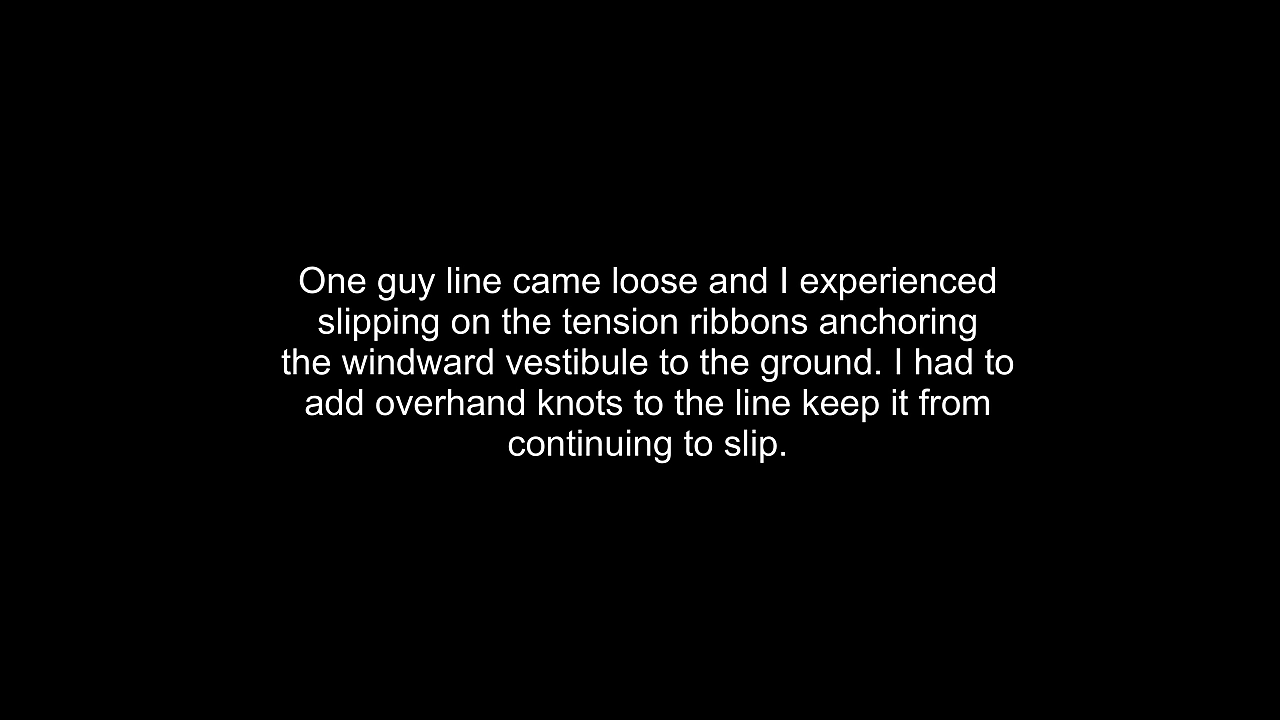 One guy line came loose and I experienced
slipping on the tension ribbons anchoring
the windward vestibule to the ground. I had to
add overhand knots to the line keep it from
continuing to slip.